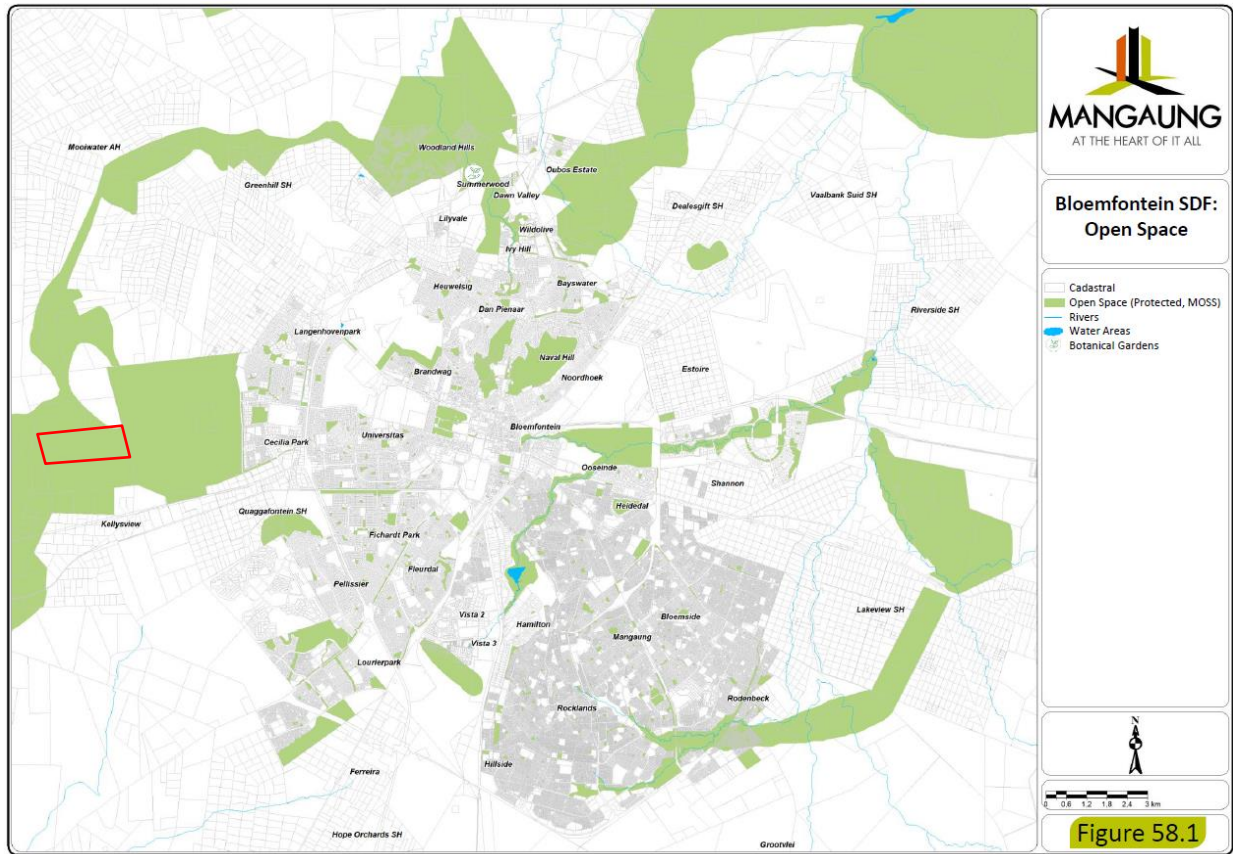 MANGAUNG
AT THE HEART OF IT ALL
Bloemfontein SDF:
Open Space
Cadastral
Open Space (Protected, MOSS)
Rivers
Water Areas
Botanical Gardens
N
0 0.6 1.2 1.8 2.4 3 km
Figure 58.1
Mooiwater AH
Woodland Hills
Greenhill SH
Summerwood
Oubos Estate
Dawn Valley
Lilyvale
Wildolive
Ivy Hill
Dealesgift SH
Vaalbank Suid SH
Heuwelsig
Bayswater
Dan Pienaar
Riverside SH
Langenhovenpark
Naval Hill
Brandwag
Noordhoek
Estoire
Bloemfontein
Cecilia Park
Universitas
Ooseinde
Shannon
Heidedal
Kellysview
Quaggafontein SH
Fichardt Park
Fleurdal
Pellissier
Vista 2
Hamilton
Bloemside
Lakeview SH
Mangaung
Vista 3
Lourierpark
Rodenbeck
Rocklands
Hillside
Ferreira
Hope Orchards SH
Grootvlei